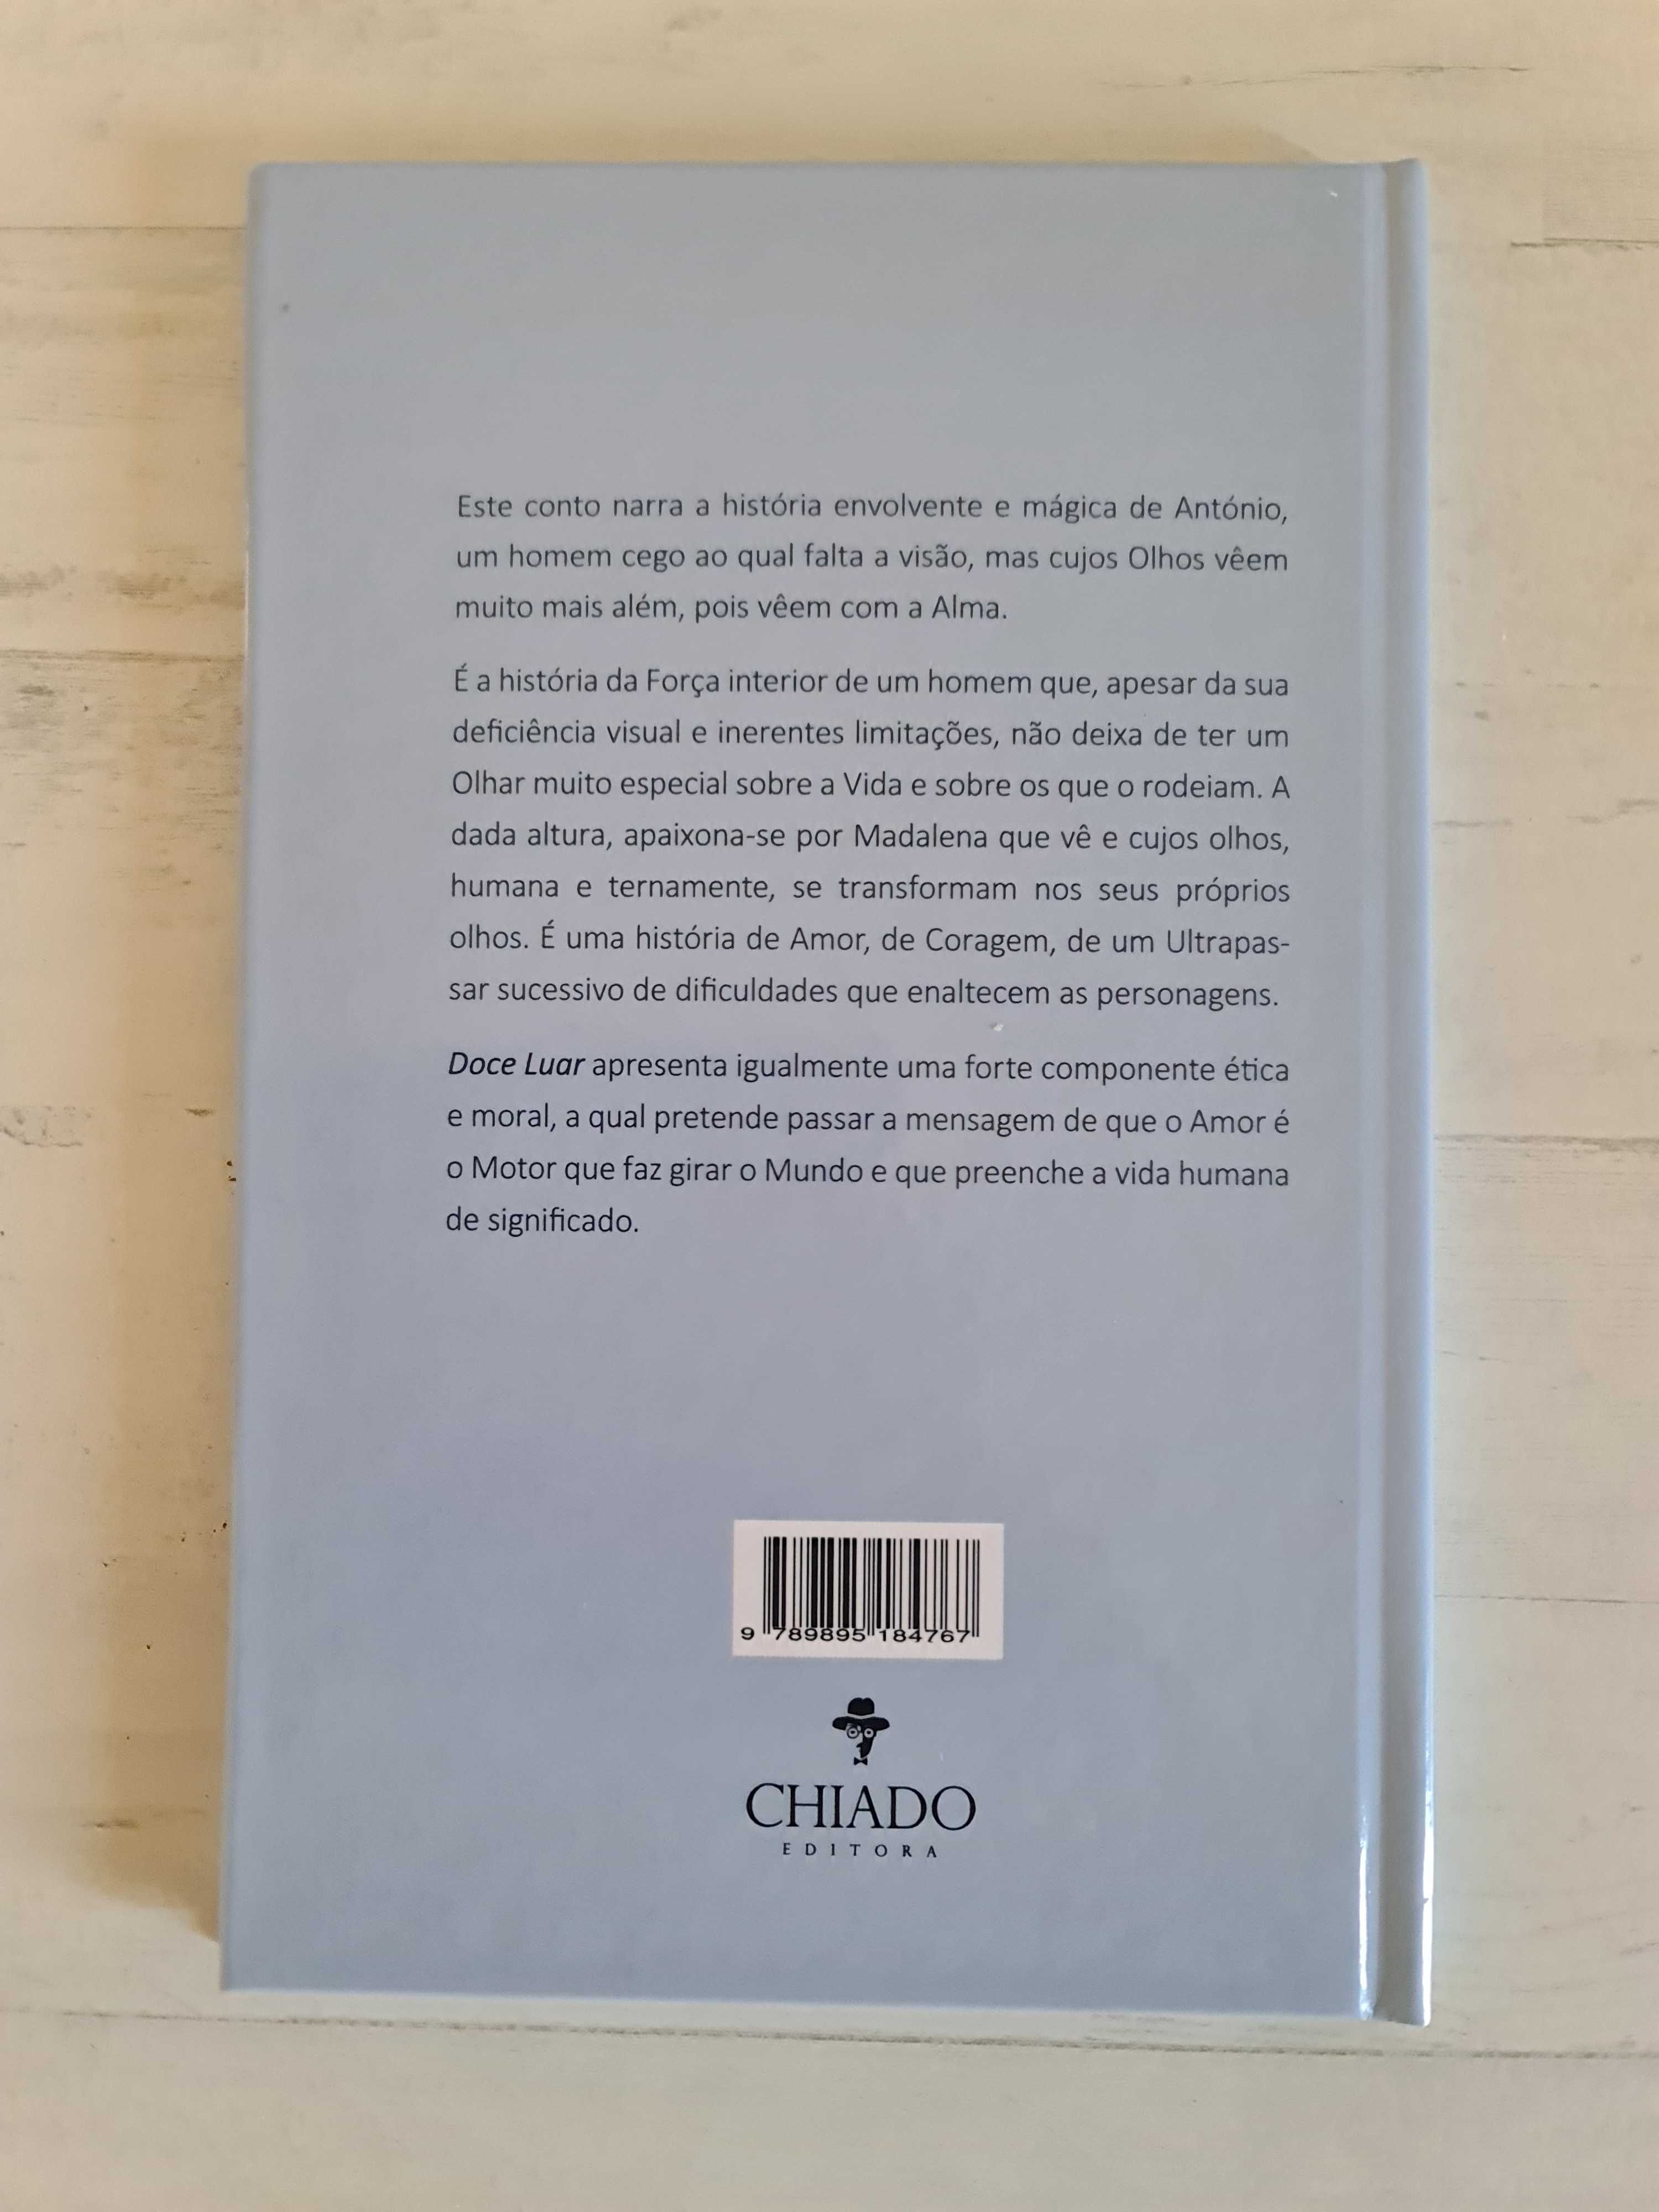 Este conto narra a história envolvente e mágica de António,
um homem cego ao qual falta a visão, mas cujos Olhos vêem
muito mais além, pois vêem com a Alma.
É a história da Força interior de um homem que, apesar da sua
deficiência visual e inerentes limitações, não deixa de ter um
Olhar muito especial sobre a Vida e sobre os que o rodeiam. A
dada altura, apaixona-se por Madalena que vê e cujos olhos,
humana e ternamente, se transformam nos seus próprios
olhos. É uma história de Amor, de Coragem, de um Ultrapas-
sar sucessivo de dificuldades que enaltecem as personagens.
Doce Luar apresenta igualmente uma forte componente ética
e moral, a qual pretende passar a mensagem de que o Amor é
o Motor que faz girar o Mundo e que preenche a vida humana
de significado.
9 789895 184767
CHIADO
EDITORA